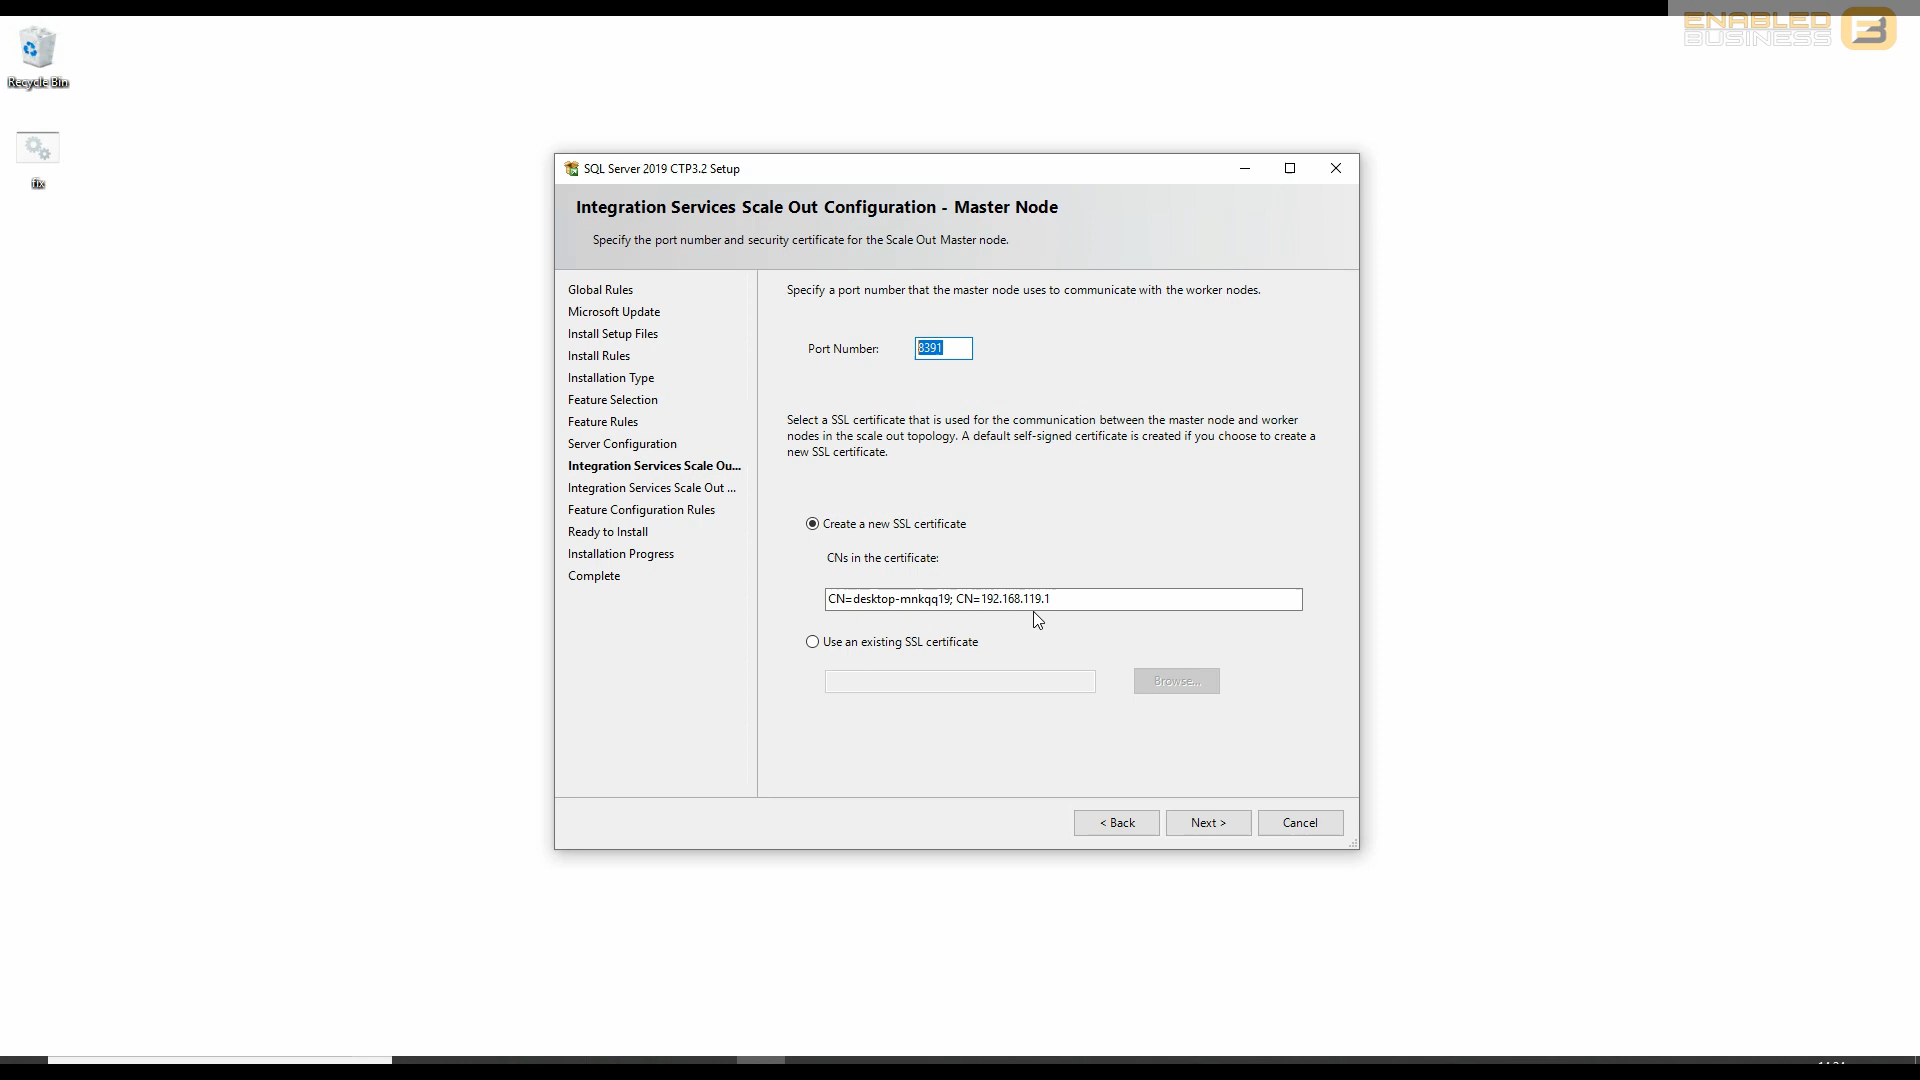 ENABLED
BUSINESS
Recycle Bin
fix
SQL Server 2019 CTP3.2 Setup
Integration Services Scale Out Configuration - Master Node
Specify the port number and security certificate for the Scale Out Master node.
Global Rules
Microsoft Update
Install Setup Files
Install Rules
Installation Type
Feature Selection
Feature Rules
Server Configuration
Integration Services Scale Ou...
Integration Services Scale Out ...
Feature Configuration Rules
Ready to Install
Installation Progress
Complete
Specify a port number that the master node uses to communicate with the worker nodes.
Port Number: 8391
Select a SSL certificate that is used for the communication between the master node and worker
nodes in the scale out topology. A default self-signed certificate is created if you choose to create a
new SSL certificate.
Create a new SSL certificate
CNs in the certificate:
CN=desktop-mnkqq19; CN=192.168.119.1
Use an existing SSL certificate
Browse...
< Back Next > Cancel